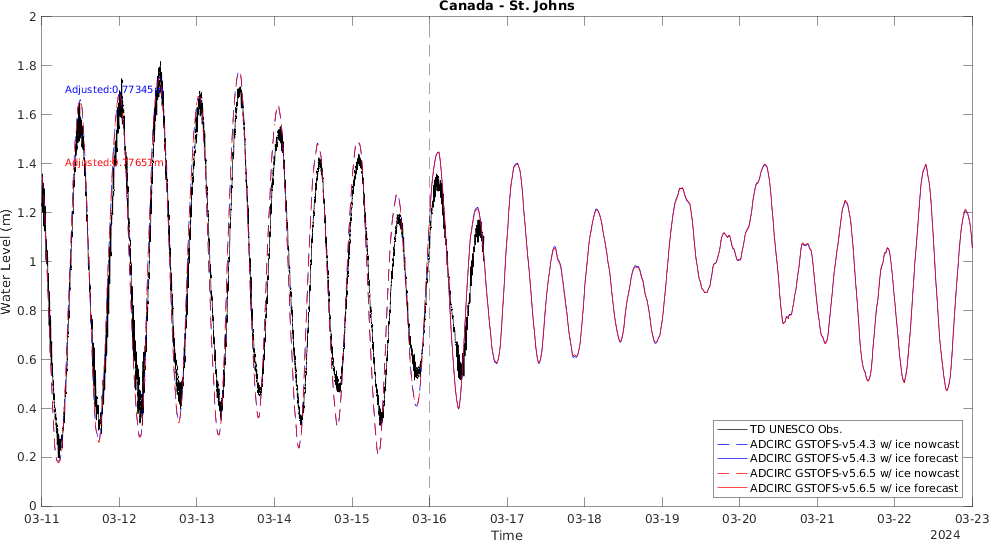 Canada - St. Johns
Water Level (m)
2
1.8
1.6
1.4
1.2
1
0.8
0.6
0.4
0.2
0
Adjusted:0.77345
Adjusted:0.77651m
TD UNESCO Obs.
ADCIRC GSTOFS-v5.4.3 w/ ice nowcast
ADCIRC GSTOFS-v5.4.3 w/ ice forecast
ADCIRC GSTOFS-v5.6.5 w/ ice nowcast
ADCIRC GSTOFS-v5.6.5 w/ ice forecast
03-11 03-12 03-13 03-14 03-15 03-16 03-17 03-18 03-19 03-20 03-21 03-22 03-23
Time
2024